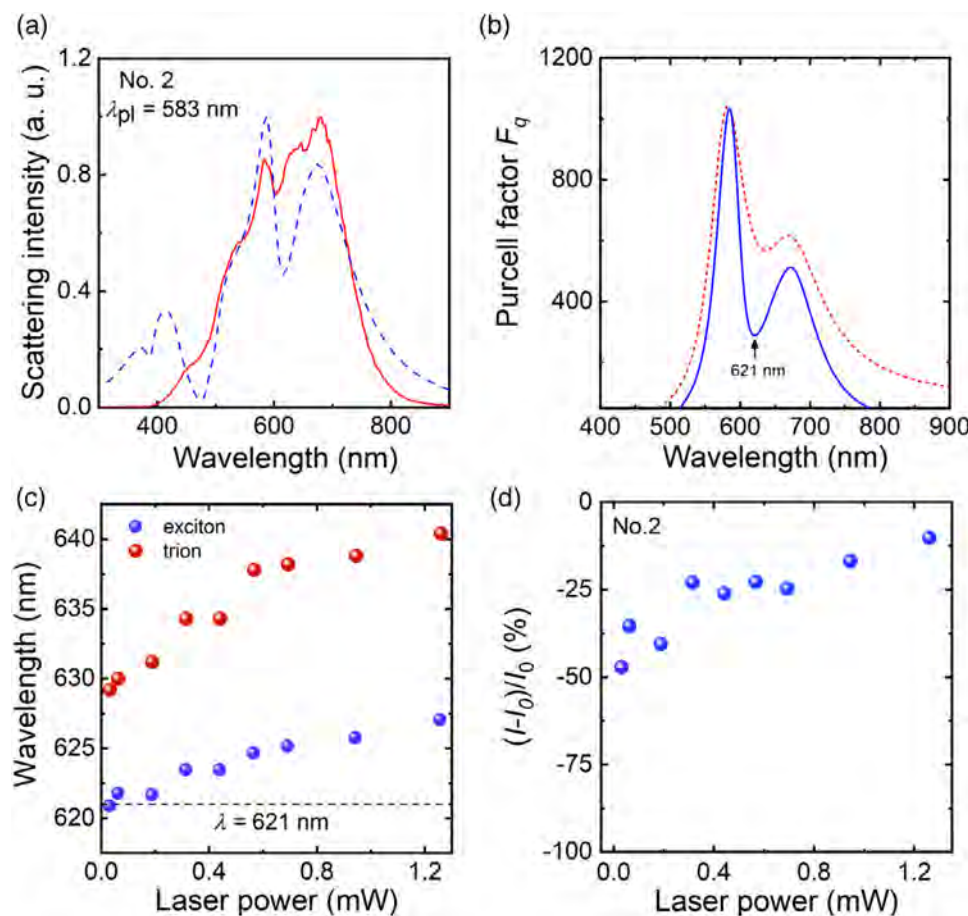 (a)
1.2
0.8
0.4
0.0
Scattering intensity (a. u.)
No. 2
λpl = 583 nm
400
600
800
Wavelength (nm)
(b)
1200
800
400
Purcell factor Fq
621 nm
400
500
600
700
800
900
Wavelength (nm)
(c)
640
635
630
625
620
Wavelength (nm)
exciton
trion
λ = 621 nm
0.0
0.4
0.8
1.2
Laser power (mW)
(d)
0
-25
-50
-75
-100
(I-I0)/I0 (%)
No.2
0.0
0.4
0.8
1.2
Laser power (mW)